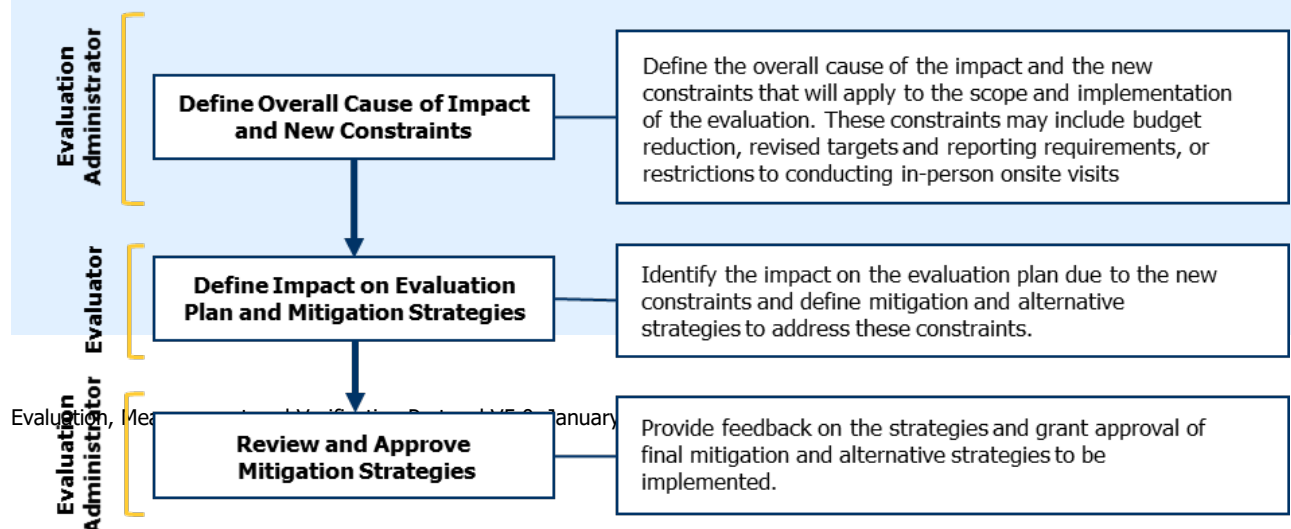 Evaluation
Administrator
Define Overall Cause of Impact
and New Constraints
Define the overall cause of the impact and the new
constraints that will apply to the scope and implementation
of the evaluation. These constraints may include budget
reduction, revised targets and reporting requirements, or
restrictions to conducting in-person onsite visits
Evaluator
Define Impact on Evaluation
Plan and Mitigation Strategies
Identify the impact on the evaluation plan due to the new
constraints and define mitigation and alternative
strategies to address these constraints.
Evaluation
Administrator
Evaluation, January
Review and Approve
Mitigation Strategies
Provide feedback on the strategies and grant approval of
final mitigation and alternative strategies to be
implemented.